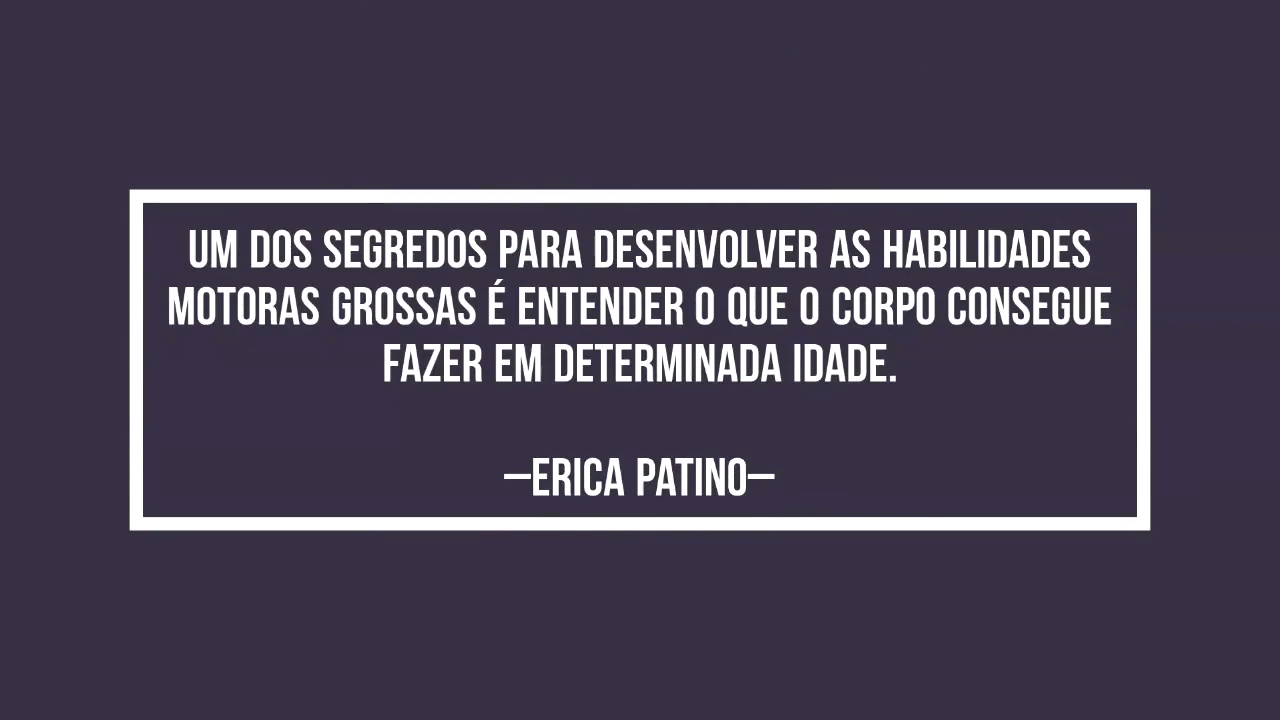 UM DOS SEGREDOS PARA DESENVOLVER AS HABILIDADES
MOTORAS GROSSAS É ENTENDER O QUE O CORPO CONSEGUE
FAZER EM DETERMINADA IDADE.
–ERICA PATINO–